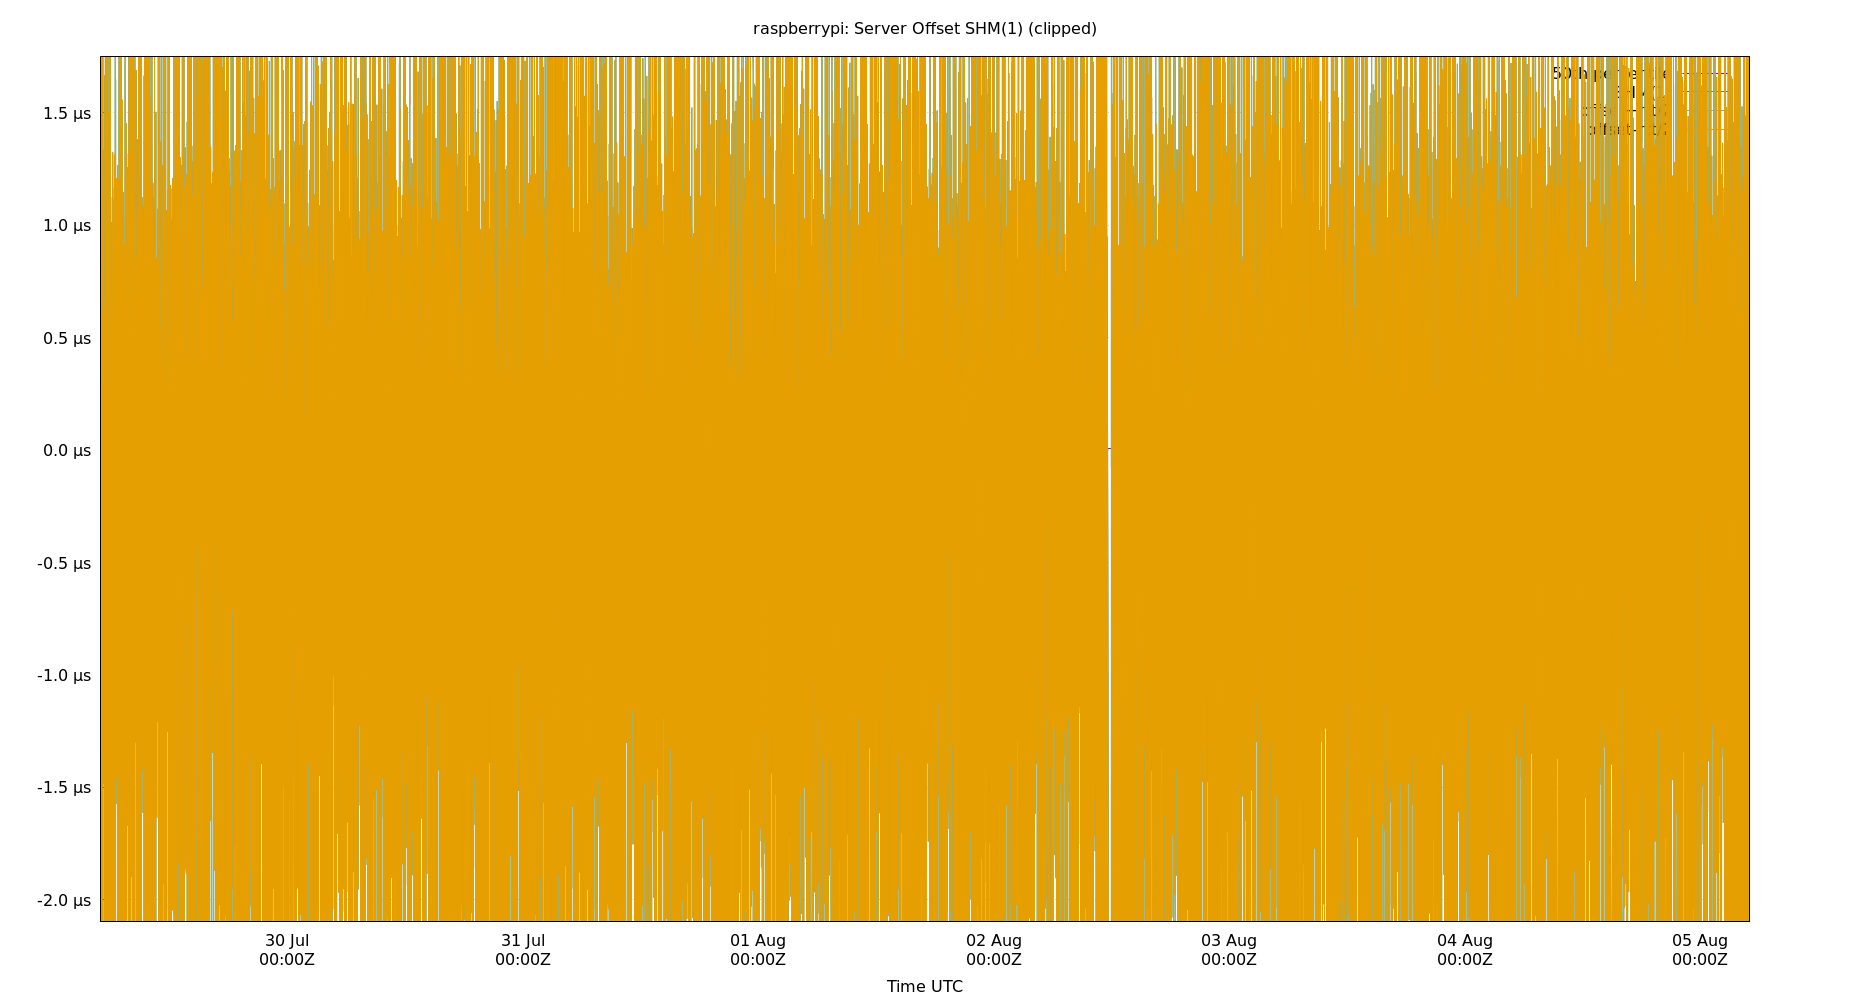 raspberrypi: Server Offset SHM(1) (clipped)
1.5 µs
1.0 µs
0.5 µs
0.0 µs
-0.5 µs
-1.0 µs
-1.5 µs
-2.0 µs
30 Jul 31 Jul 01 Aug 02 Aug 03 Aug 04 Aug 05 Aug
00:00Z 00:00Z 00:00Z 00:00Z 00:00Z 00:00Z 00:00Z
Time UTC